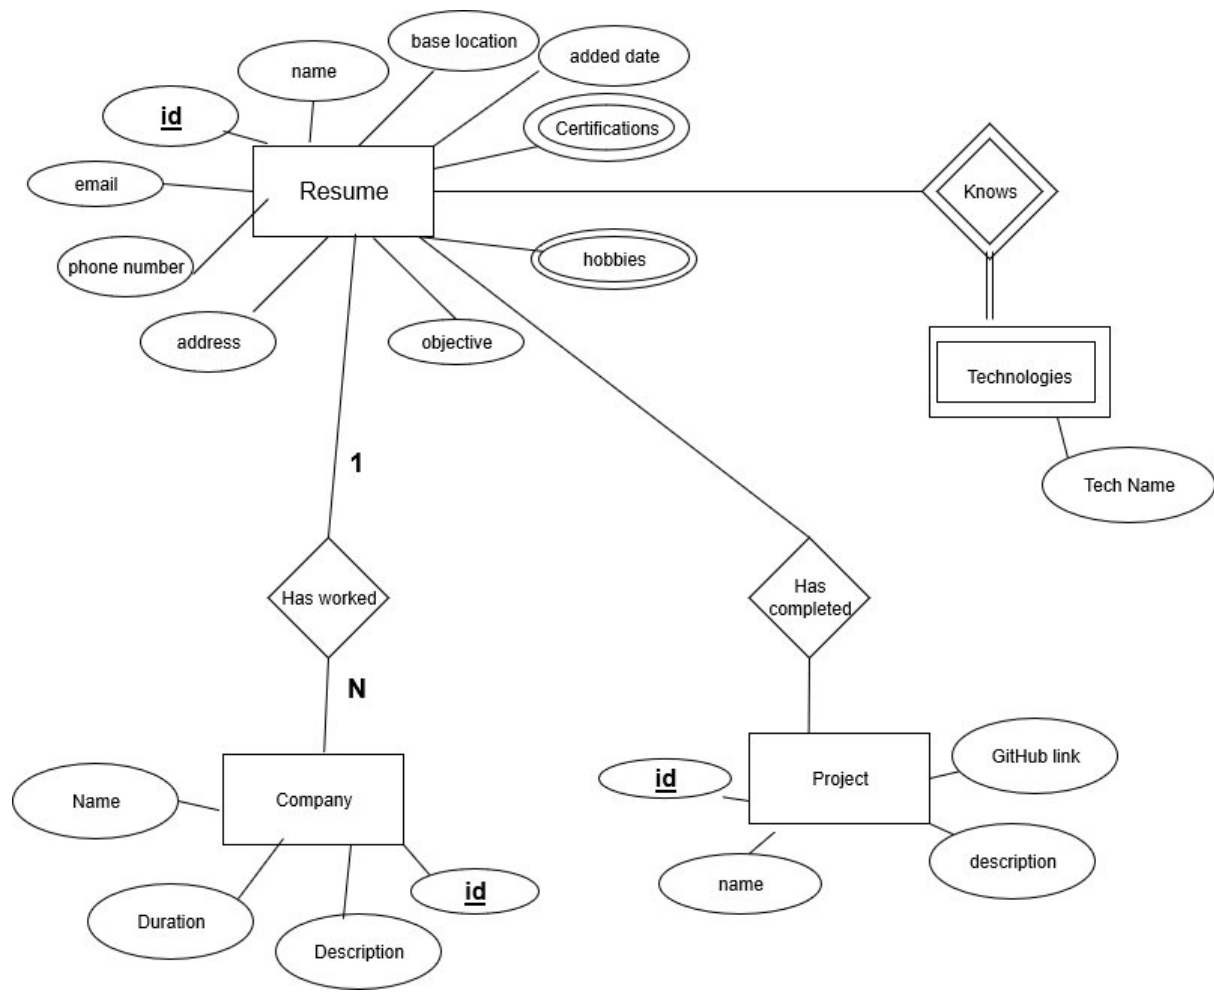 base location
name
added date
id
Certifications
email
Resume
Knows
phone number
hobbies
address
objective
Technologies
1
Tech Name
Has worked
Has
completed
N
GitHub link
id
Project
Name
Company
description
name
id
Duration
Description